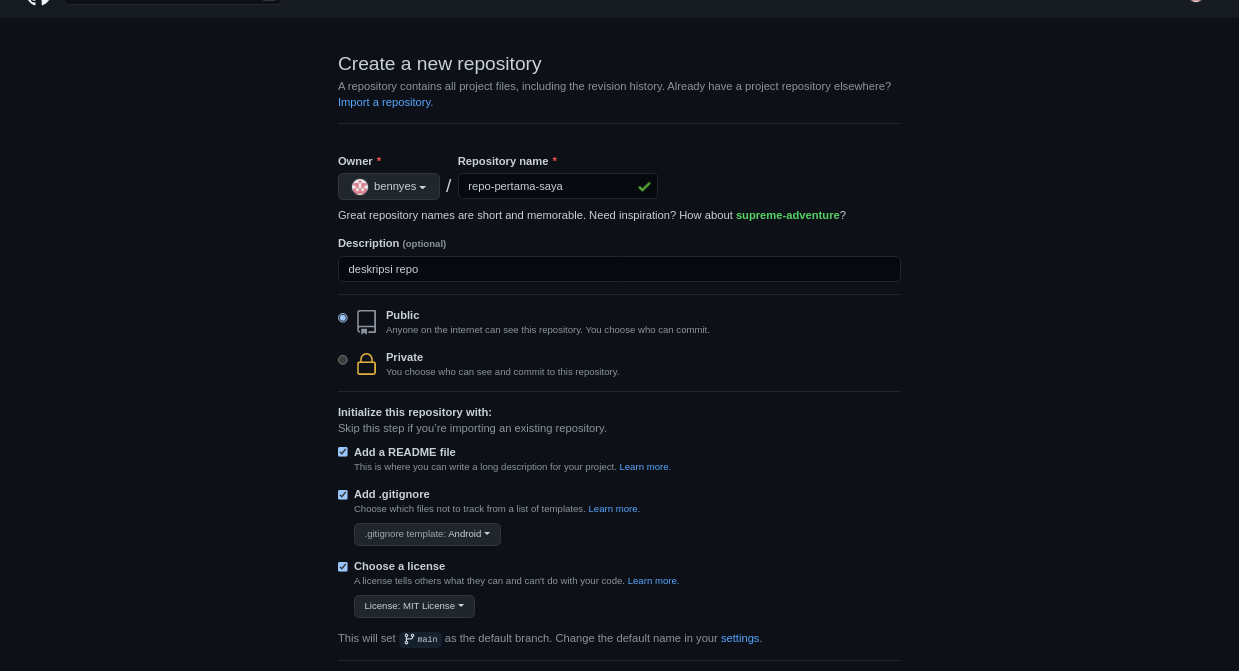 Create a new repository
A repository contains all project files, including the revision history. Already have a project repository elsewhere?
Import a repository.
Owner * Repository name *
bennyes / repo-pertama-saya
Great repository names are short and memorable. Need inspiration? How about supreme-adventure?
Description (optional)
deskripsi repo
Public
Anyone on the internet can see this repository. You choose who can commit.
Private
You choose who can see and commit to this repository.
Initialize this repository with:
Skip this step if you're importing an existing repository.
Add a README file
This is where you can write a long description for your project. Learn more.
Add .gitignore
Choose which files not to track from a list of templates. Learn more.
.gitignore template: Android
Choose a license
A license tells others what they can and can't do with your code. Learn more.
License: MIT License
This will set main as the default branch. Change the default name in your settings.